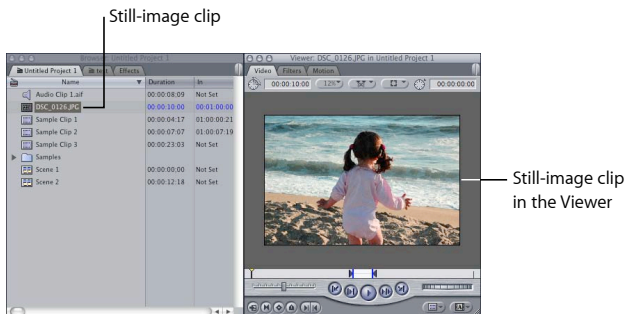 Still-image clip
Browser: Untitled Project 1
Untitled Project 1
test
Effects
Name
Duration
In
Audio Clip 1.aif
00:00:08:09
Not Set
DSC_0126.JPG
00:00:10:00
00:01:00:00
Sample Clip 1
00:00:04:17
01:00:00:21
Sample Clip 2
00:00:07:07
01:00:07:19
Sample Clip 3
00:00:23:03
Not Set
Samples
Scene 1
00:00:00;00
Not Set
Scene 2
00:00:12:18
Not Set
Viewer: DSC_0126.JPG in Untitled Project 1
Video
Filters
Motion
00:00:10:00
12%
00:00:00:00
Still-image clip
in the Viewer
A